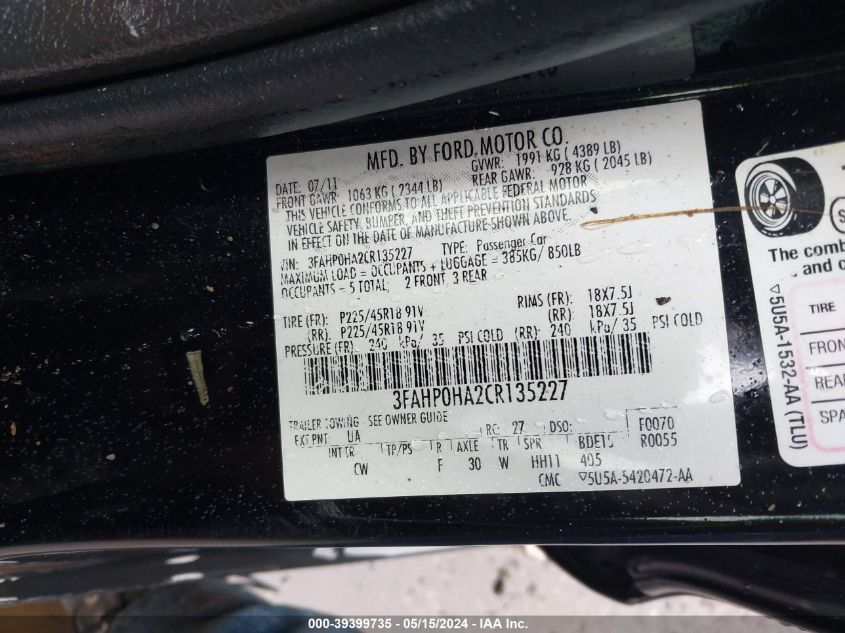 MFD. BY FORD MOTOR CO
DATE: 07/11 GVWR: 1991 KG ( 4389 LB)
FRONT GAWR: 1063 KG ( 2344 LB) REAR GAWR: 928 KG ( 2045 LB)
THIS VEHICLE CONFORMS TO ALL APPLICABLE FEDERAL MOTOR
VEHICLE SAFETY, BUMPER, AND THEFT PREVENTION STANDARDS
IN EFFECT ON THE DATE OF MANUFACTURE SHOWN ABOVE.
VIN: 3FAHP0HA2CR135227 TYPE: Passenger Car
MAXIMUM LOAD = OCCUPANTS + LUGGAGE = 385KG/ 850LB
OCCUPANTS - 5 TOTAL; 2 FRONT, 3 REAR
TIRE (FR): P225/45R18 91V RIMS (FR): 18X7.5J
(RR): P225/45R18 91V (RR): 18X7.5J
PRESSURE (FR): 240 kPa/ 35 PSI COLD (RR): 240 kPa/ 35 PSI COLD
3FAHP0HA2CR135227
TRAILER TOWING - SEE OWNER GUIDE
EXT PNT: UA RC: 27 DSO: F0070
INT TR TP/PS R AXLE TR SPR R0055
CW F 30 W HH11 405
CMC ▽5U5A-5420472-AA
The comb
and c
TIRE
FRON
REAR
SPA
▽5U5A-1532-AA (TLU)
000-39399735 - 05/15/2024 - IAA Inc.